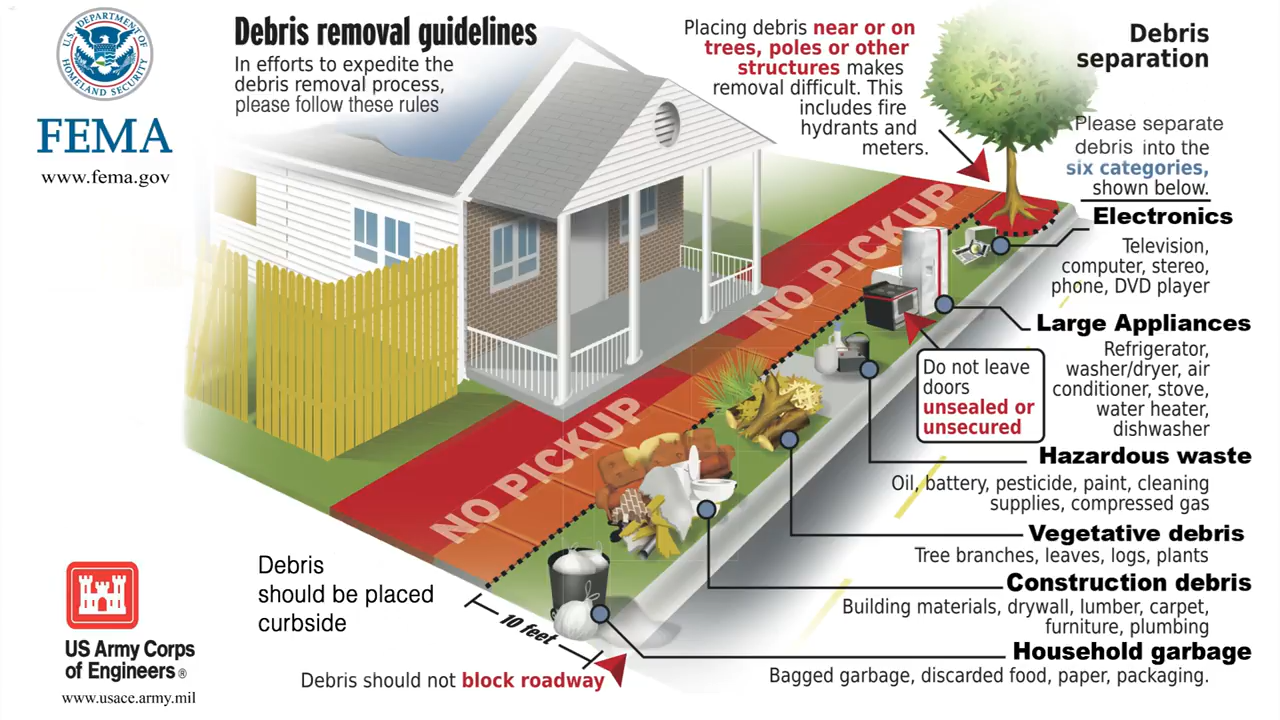 Debris removal guidelines
In efforts to expedite the
debris removal process,
please follow these rules
U.S. DEPARTMENT OF HOMELAND SECURITY
FEMA
www.fema.gov
Placing debris near or on
trees, poles or other
structures makes
removal difficult. This
includes fire
hydrants and
meters.
Debris
separation
Please separate
debris into the
six categories,
shown below.
Electronics
Television,
computer, stereo,
phone, DVD player
Large Appliances
Refrigerator,
washer/dryer, air
conditioner, stove,
water heater,
dishwasher
Do not leave
doors
unsealed or
unsecured
Hazardous waste
Oil, battery, pesticide, paint, cleaning
supplies, compressed gas
Vegetative debris
Tree branches, leaves, logs, plants
Construction debris
Building materials, drywall, lumber, carpet,
furniture, plumbing
Household garbage
Bagged garbage, discarded food, paper, packaging.
NO PICKUP
NO PICKUP
Debris
should be placed
curbside
10 feet
Debris should not block roadway
US Army Corps
of Engineers®
www.usace.army.mil